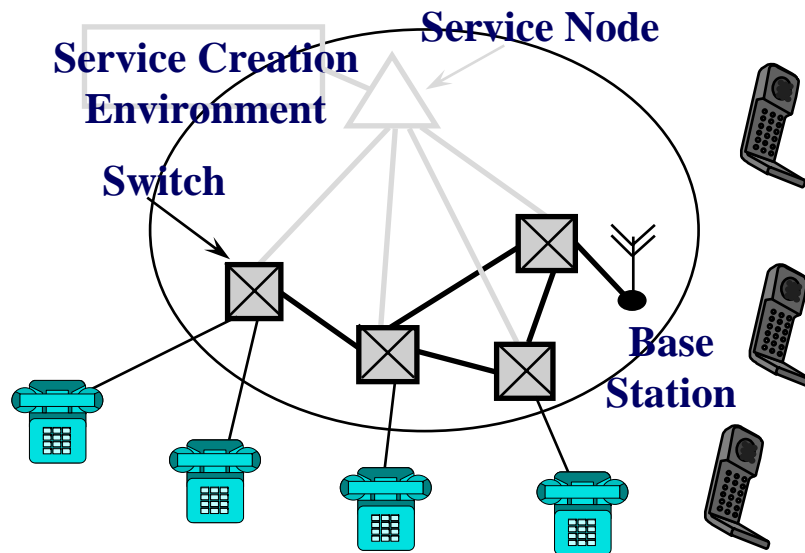 Service Node
Service Creation
Environment
Switch
Base
Station